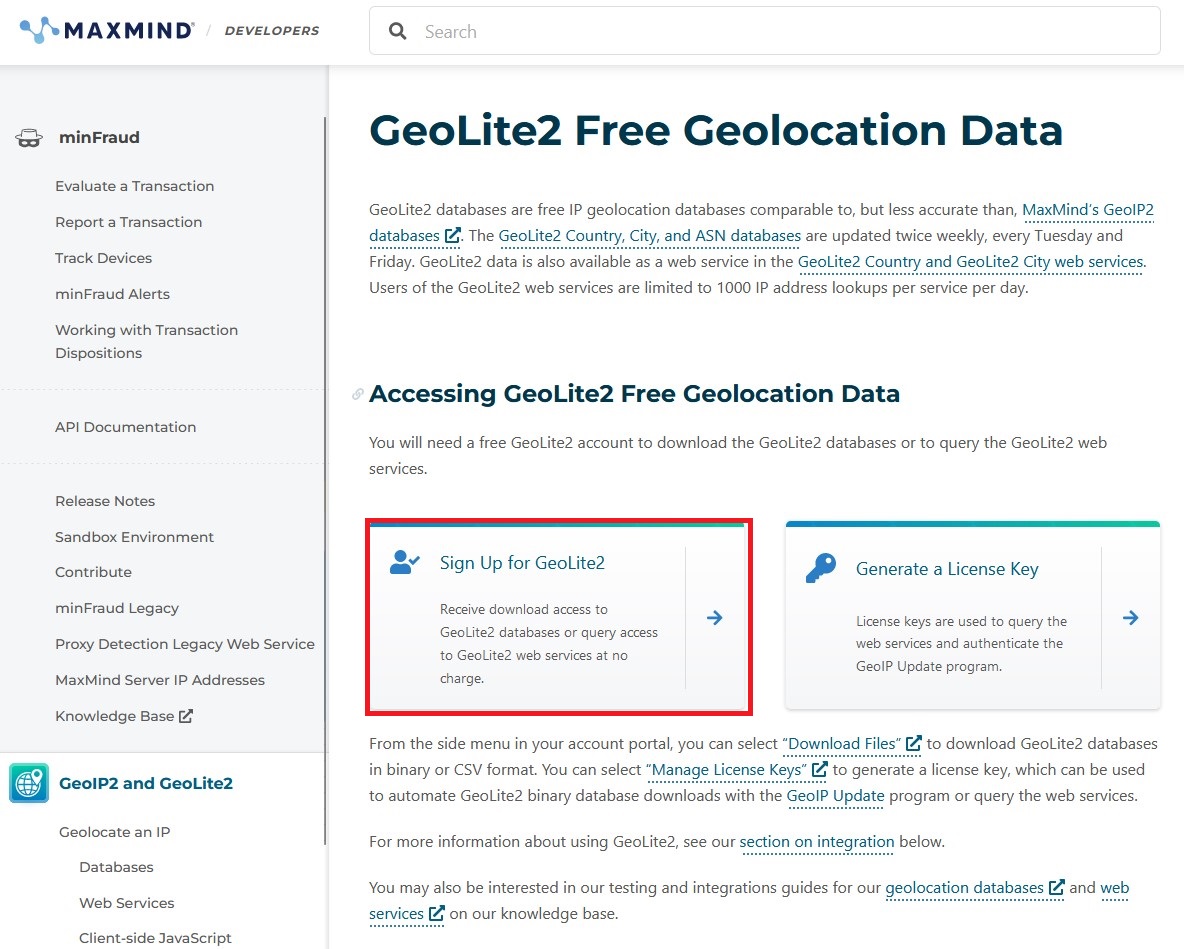 MAXMIND / DEVELOPERS
Search
minFraud
Evaluate a Transaction
Report a Transaction
Track Devices
minFraud Alerts
Working with Transaction
Dispositions
API Documentation
Release Notes
Sandbox Environment
Contribute
minFraud Legacy
Proxy Detection Legacy Web Service
MaxMind Server IP Addresses
Knowledge Base
GeoIP2 and GeoLite2
Geolocate an IP
Databases
Web Services
Client-side JavaScript
GeoLite2 Free Geolocation Data
GeoLite2 databases are free IP geolocation databases comparable to, but less accurate than, MaxMind's GeoIP2
databases. The GeoLite2 Country, City, and ASN databases are updated twice weekly, every Tuesday and
Friday. GeoLite2 data is also available as a web service in the GeoLite2 Country and GeoLite2 City web services.
Users of the GeoLite2 web services are limited to 1000 IP address lookups per service per day.
Accessing GeoLite2 Free Geolocation Data
You will need a free GeoLite2 account to download the GeoLite2 databases or to query the GeoLite2 web
services.
Sign Up for GeoLite2
Receive download access to
GeoLite2 databases or query access
to GeoLite2 web services at no
charge.
Generate a License Key
License keys are used to query the
web services and authenticate the
GeoIP Update program.
From the side menu in your account portal, you can select “Download Files” to download GeoLite2 databases
in binary or CSV format. You can select “Manage License Keys” to generate a license key, which can be used
to automate GeoLite2 binary database downloads with the GeoIP Update program or query the web services.
For more information about using GeoLite2, see our section on integration below.
You may also be interested in our testing and integrations guides for our geolocation databases and web
services on our knowledge base.